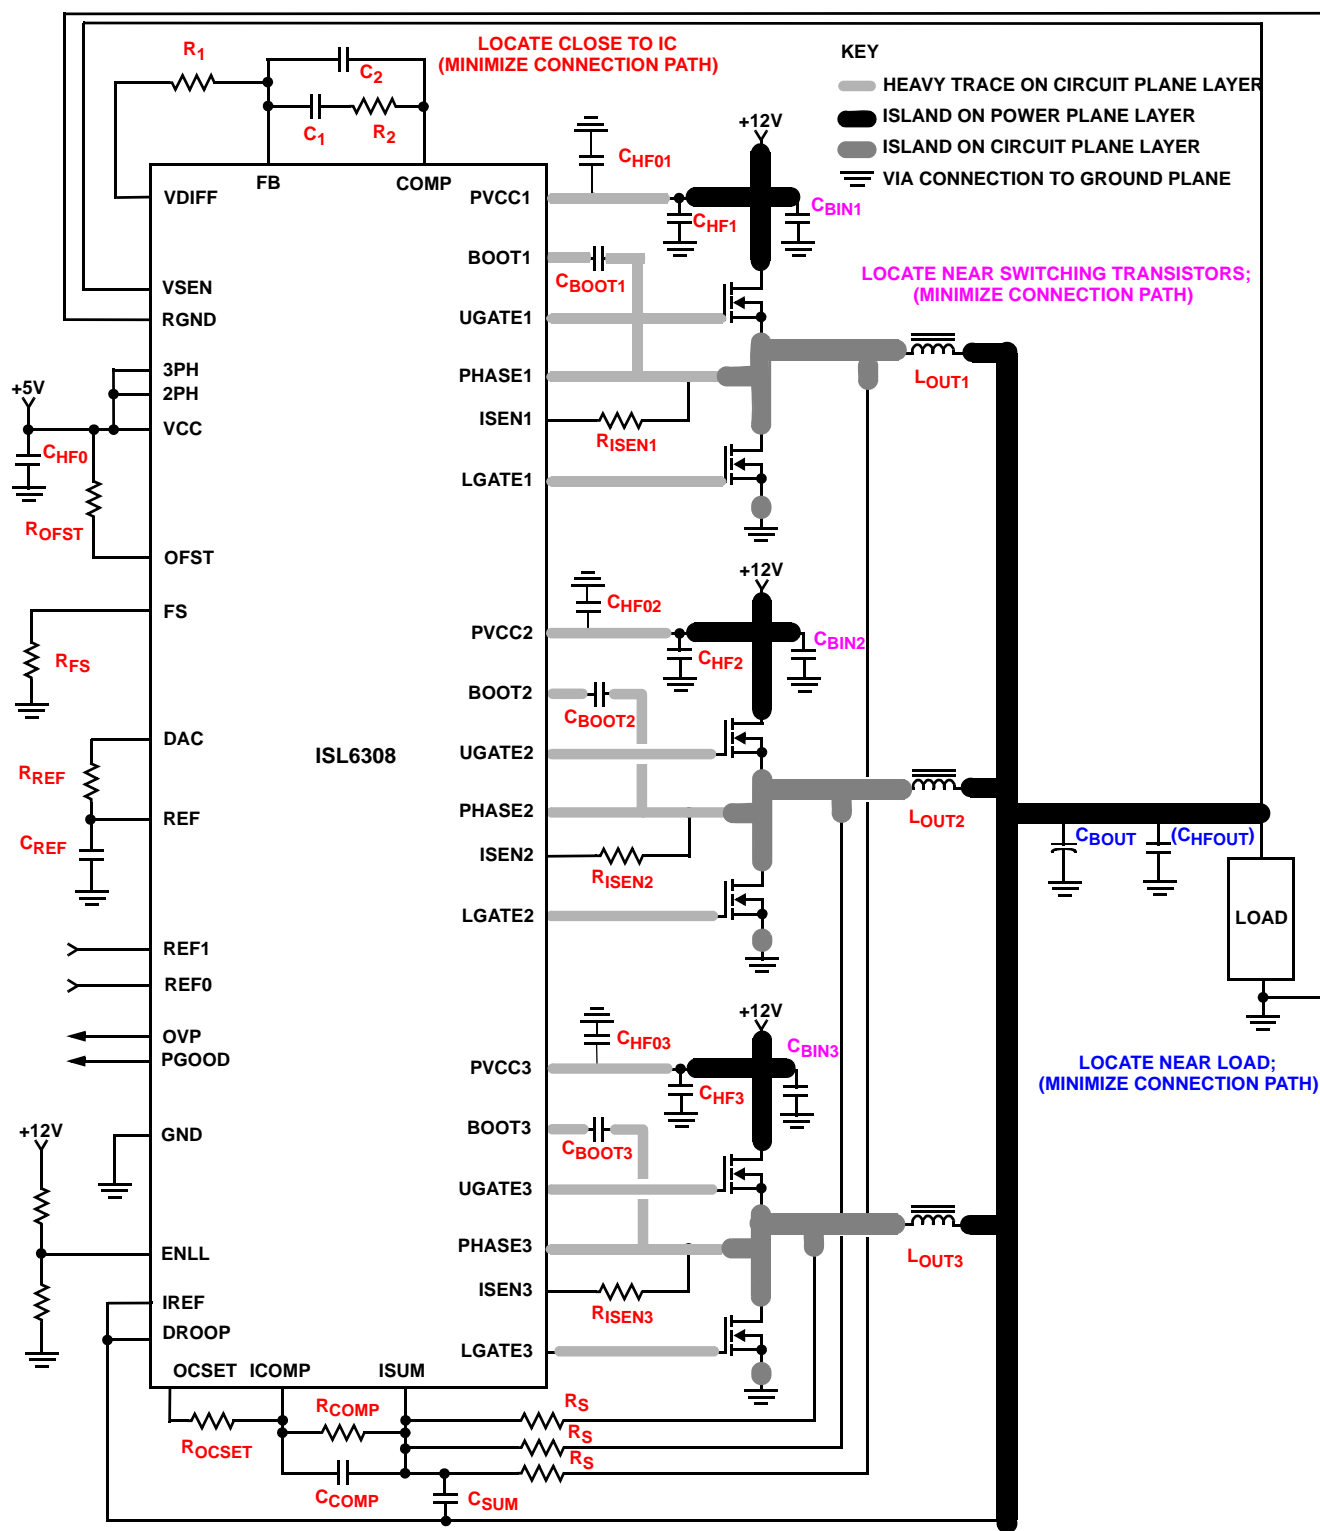 LOCATE CLOSE TO IC
(MINIMIZE CONNECTION PATH)
KEY
HEAVY TRACE ON CIRCUIT PLANE LAYER
ISLAND ON POWER PLANE LAYER
ISLAND ON CIRCUIT PLANE LAYER
VIA CONNECTION TO GROUND PLANE
R1
C2
C1
R2
FB
COMP
VDIFF
VSEN
RGND
3PH
2PH
VCC
+5V
CHF0
ROFST
OFST
FS
RFS
DAC
RREF
REF
CREF
REF1
REF0
OVP
PGOOD
+12V
GND
ENLL
IREF
DROOP
OCSET
ICOMP
ISUM
ISL6308
PVCC1
BOOT1
UGATE1
PHASE1
ISEN1
LGATE1
CHF01
+12V
CHF1
CBIN1
CBOOT1
RISEN1
LOCATE NEAR SWITCHING TRANSISTORS;
(MINIMIZE CONNECTION PATH)
LOUT1
PVCC2
BOOT2
UGATE2
PHASE2
ISEN2
LGATE2
CHF02
+12V
CHF2
CBIN2
CBOOT2
RISEN2
LOUT2
CBOUT
(CHFOUT)
LOAD
LOCATE NEAR LOAD;
(MINIMIZE CONNECTION PATH)
PVCC3
BOOT3
UGATE3
PHASE3
ISEN3
LGATE3
CHF03
+12V
CHF3
CBIN3
CBOOT3
RISEN3
LOUT3
ROCSET
RCOMP
CCOMP
CSUM
RS
RS
RS